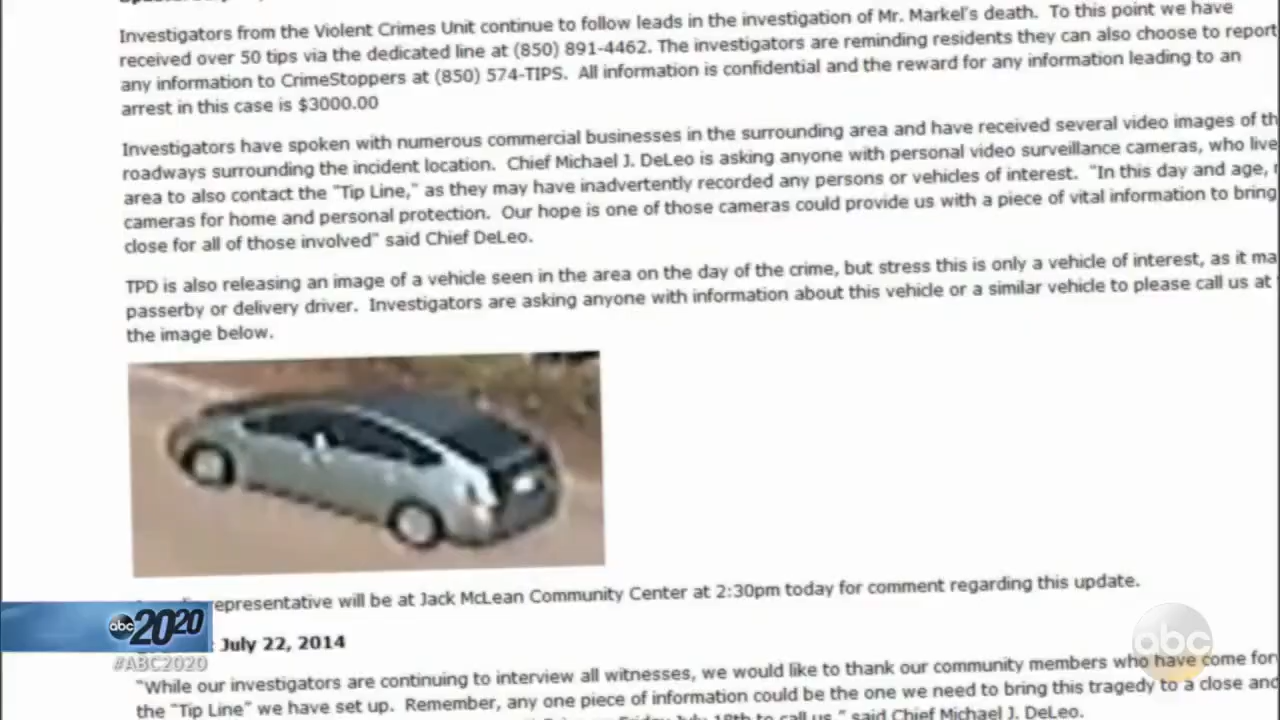 Investigators from the Violent Crimes Unit continue to follow leads in the investigation of Mr. Markel's death. To this point we have
received over 50 tips via the dedicated line at (850) 891-4462. The investigators are reminding residents they can also choose to report
any information to CrimeStoppers at (850) 574-TIPS. All information is confidential and the reward for any information leading to an
arrest in this case is $3000.00
Investigators have spoken with numerous commercial businesses in the surrounding area and have received several video images of th
roadways surrounding the incident location. Chief Michael J. DeLeo is asking anyone with personal video surveillance cameras, who live
area to also contact the "Tip Line," as they may have inadvertently recorded any persons or vehicles of interest. "In this day and age,
cameras for home and personal protection. Our hope is one of those cameras could provide us with a piece of vital information to bring
close for all of those involved" said Chief DeLeo.
TPD is also releasing an image of a vehicle seen in the area on the day of the crime, but stress this is only a vehicle of interest, as it ma
passerby or delivery driver. Investigators are asking anyone with information about this vehicle or a similar vehicle to please call us at
the image below.
representative will be at Jack McLean Community Center at 2:30pm today for comment regarding this update.
abc 2020
: July 22, 2014
#ABC2020
abc
"While our investigators are continuing to interview all witnesses, we would like to thank our community members who have come for
the "Tip Line" we have set up. Remember, any one piece of information could be the one we need to bring this tragedy to a close and
July 18th to call us," said Chief Michael J. DeLeo.